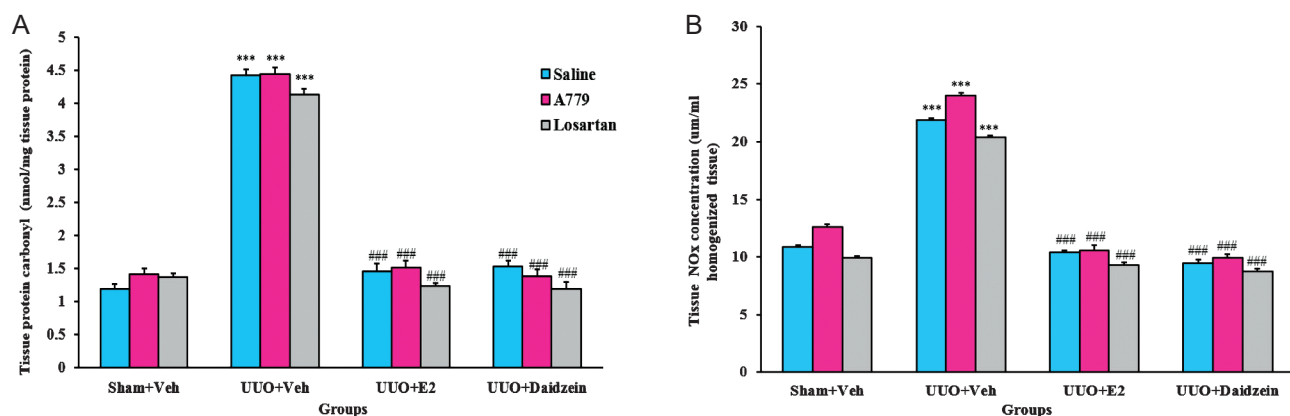 A
Tissue protein carbonyl (nmol/mg tissue protein)
5
4.5
4
3.5
3
2.5
2
1.5
1
0.5
0
*** *** ***
### ### ###
### ### ###
Saline
A779
Losartan
Sham+Veh UUO+Veh UUO+E2 UUO+Daidzein
Groups
B
Tissue NOx concentration (um/ml
homogenized tissue)
30
25
20
15
10
5
0
*** *** ***
### ### ###
### ### ###
Sham+Veh UUO+Veh UUO+E2 UUO+Daidzein
Groups